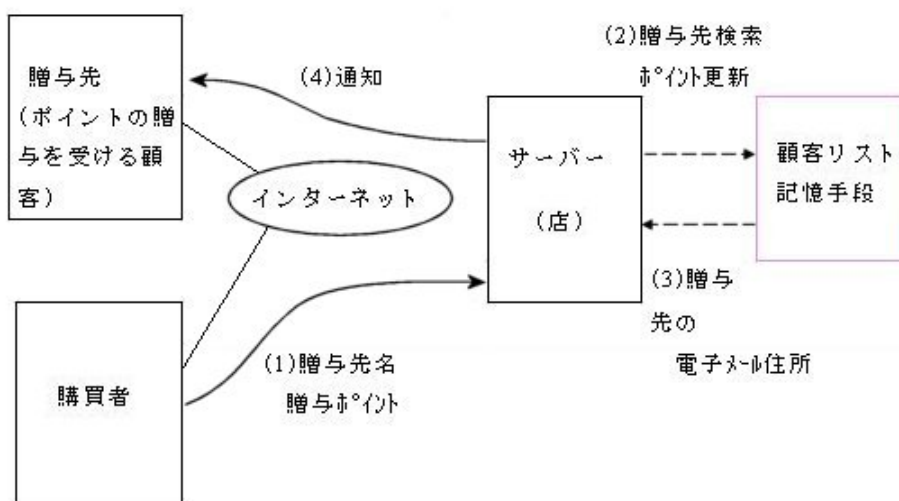 贈与先
(ポイントの贈
与を受ける顧
客)
(4)通知
(2)贈与先検索
ﾎﾟｲﾝﾄ更新
サーバー
(店)
顧客リスト
記憶手段
インターネット
(3)贈与
先の
電子ﾒｰﾙ住所
(1)贈与先名
贈与ﾎﾟｲﾝﾄ
購買者